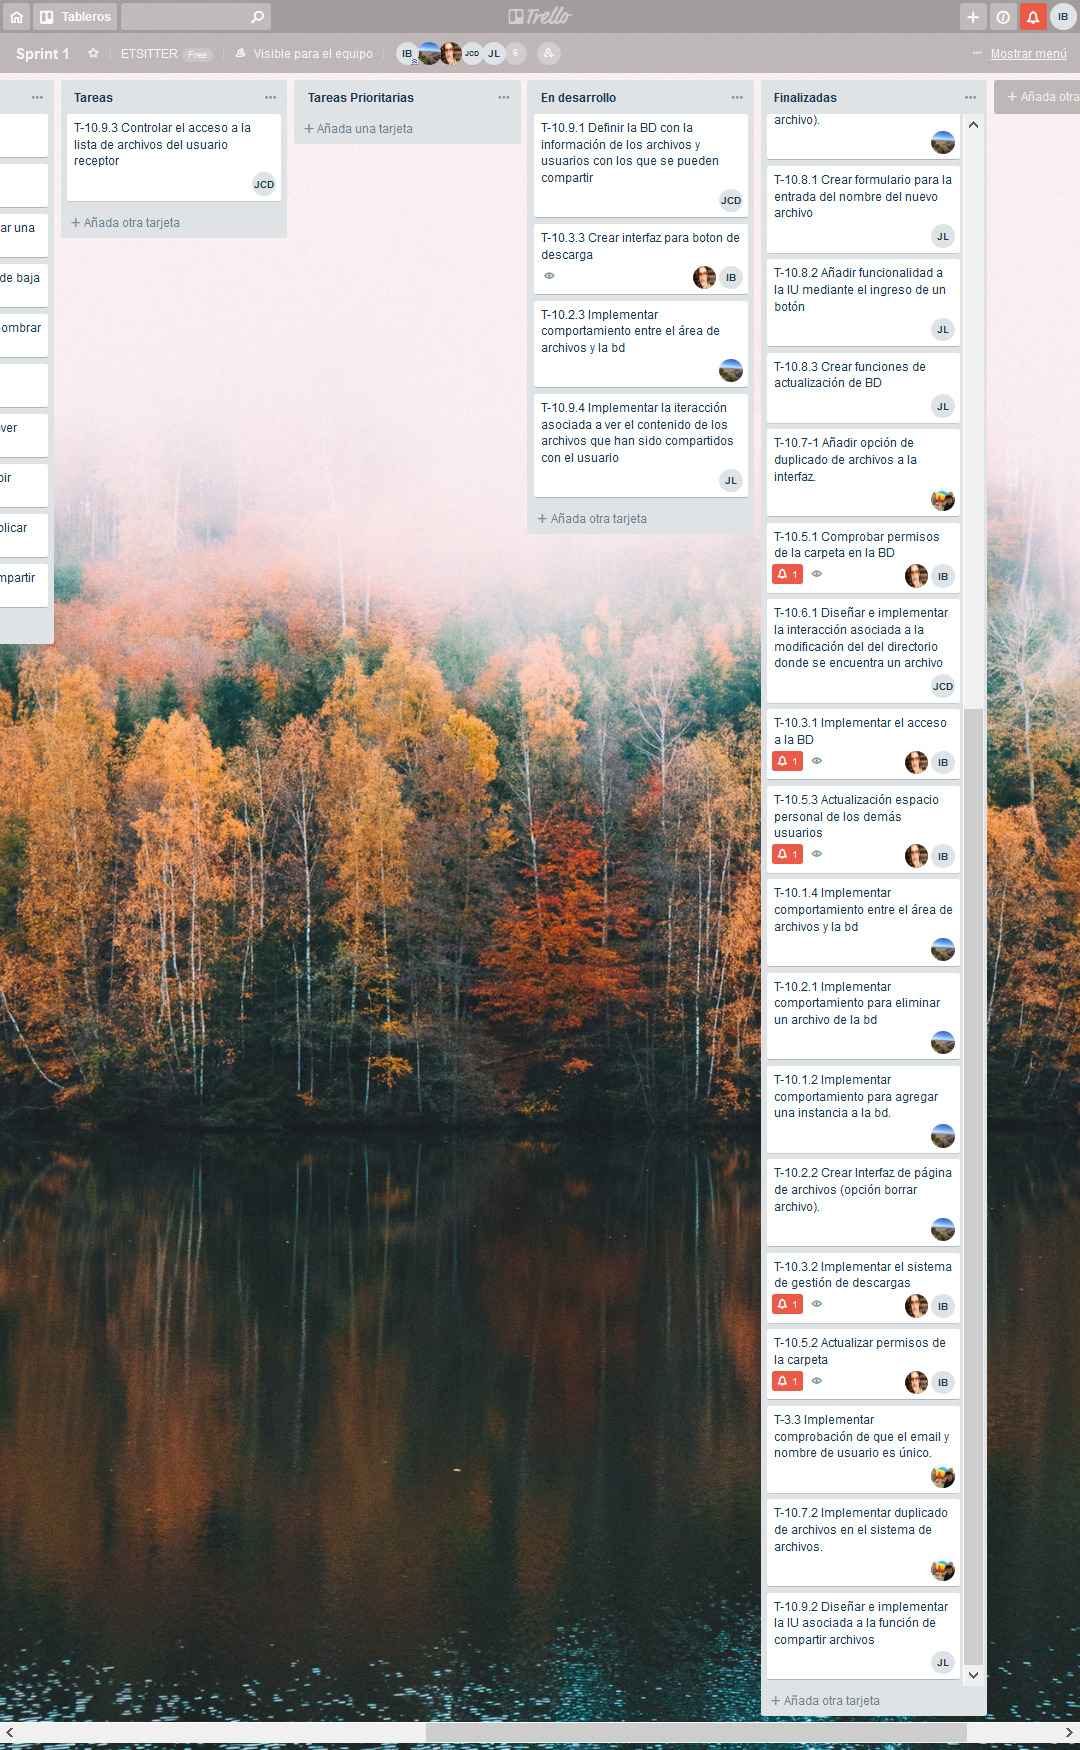 Tableros
Trello
IB
Sprint 1
ETSITTER Free
Visible para el equipo
IB
JCD
JL
6
Mostrar menú
ar una
de baja
ombrar
ver
oir
olicar
mpartir
Tareas
T-10.9.3 Controlar el acceso a la
lista de archivos del usuario
receptor
JCD
+ Añada otra tarjeta
Tareas Prioritarias
+ Añada una tarjeta
En desarrollo
T-10.9.1 Definir la BD con la
información de los archivos y
usuarios con los que se pueden
compartir
JCD
T-10.3.3 Crear interfaz para boton de
descarga
IB
T-10.2.3 Implementar
comportamiento entre el área de
archivos y la bd
T-10.9.4 Implementar la iteracción
asociada a ver el contenido de los
archivos que han sido compartidos
con el usuario
JL
+ Añada otra tarjeta
Finalizadas
archivo).
T-10.8.1 Crear formulario para la
entrada del nombre del nuevo
archivo
JL
T-10.8.2 Añadir funcionalidad a
la IU mediante el ingreso de un
botón
JL
T-10.8.3 Crear funciones de
actualización de BD
JL
T-10.7-1 Añadir opción de
duplicado de archivos a la
interfaz.
T-10.5.1 Comprobar permisos
de la carpeta en la BD
1
IB
T-10.6.1 Diseñar e implementar
la interacción asociada a la
modificación del del directorio
donde se encuentra un archivo
JCD
T-10.3.1 Implementar el acceso
a la BD
1
IB
T-10.5.3 Actualización espacio
personal de los demás
usuarios
1
IB
T-10.1.4 Implementar
comportamiento entre el área de
archivos y la bd
T-10.2.1 Implementar
comportamiento para eliminar
un archivo de la bd
T-10.1.2 Implementar
comportamiento para agregar
una instancia a la bd.
T-10.2.2 Crear Interfaz de página
de archivos (opción borrar
archivo).
T-10.3.2 Implementar el sistema
de gestión de descargas
1
IB
T-10.5.2 Actualizar permisos de
la carpeta
1
IB
T-3.3 Implementar
comprobación de que el email y
nombre de usuario es único.
T-10.7.2 Implementar duplicado
de archivos en el sistema de
archivos.
T-10.9.2 Diseñar e implementar
la IU asociada a la función de
compartir archivos
JL
+ Añada otra tarjeta
+ Añada otra